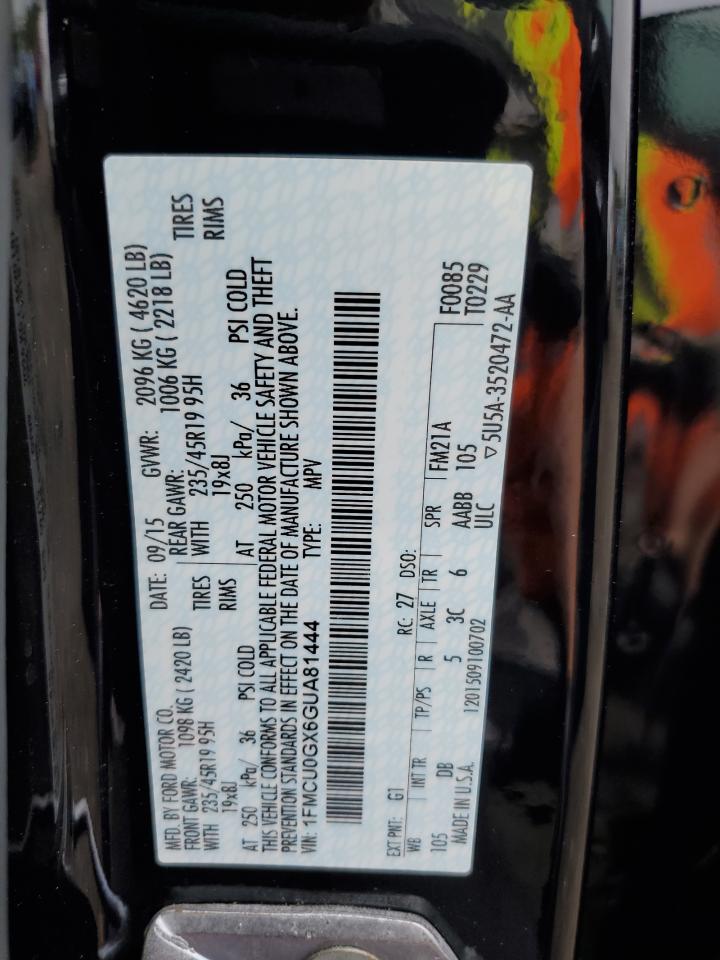 MFD. BY FORD MOTOR CO. DATE: 09/15 GVWR: 2096 KG ( 4620 LB)
FRONT GAWR: 1098 KG ( 2420 LB) REAR GAWR: 1006 KG ( 2218 LB)
WITH 235/45R19 95H TIRES WITH 235/45R19 95H TIRES
19x8J RIMS 19x8J RIMS
AT 250 kPa/ 36 PSI COLD AT 250 kPa/ 36 PSI COLD
THIS VEHICLE CONFORMS TO ALL APPLICABLE FEDERAL MOTOR VEHICLE SAFETY AND THEFT
PREVENTION STANDARDS IN EFFECT ON THE DATE OF MANUFACTURE SHOWN ABOVE.
VIN: 1FMCU0GX6GUA81444 TYPE: MPV
EXT PNT: G1 RC: 27 DSO: F0085
WB INT TR TP/PS R AXLE TR SPR FM21A T0229
105 DB 5 3C 6 AABB 105
MADE IN U.S.A. 1201509100702 ULC ▽5U5A-3520472-AA